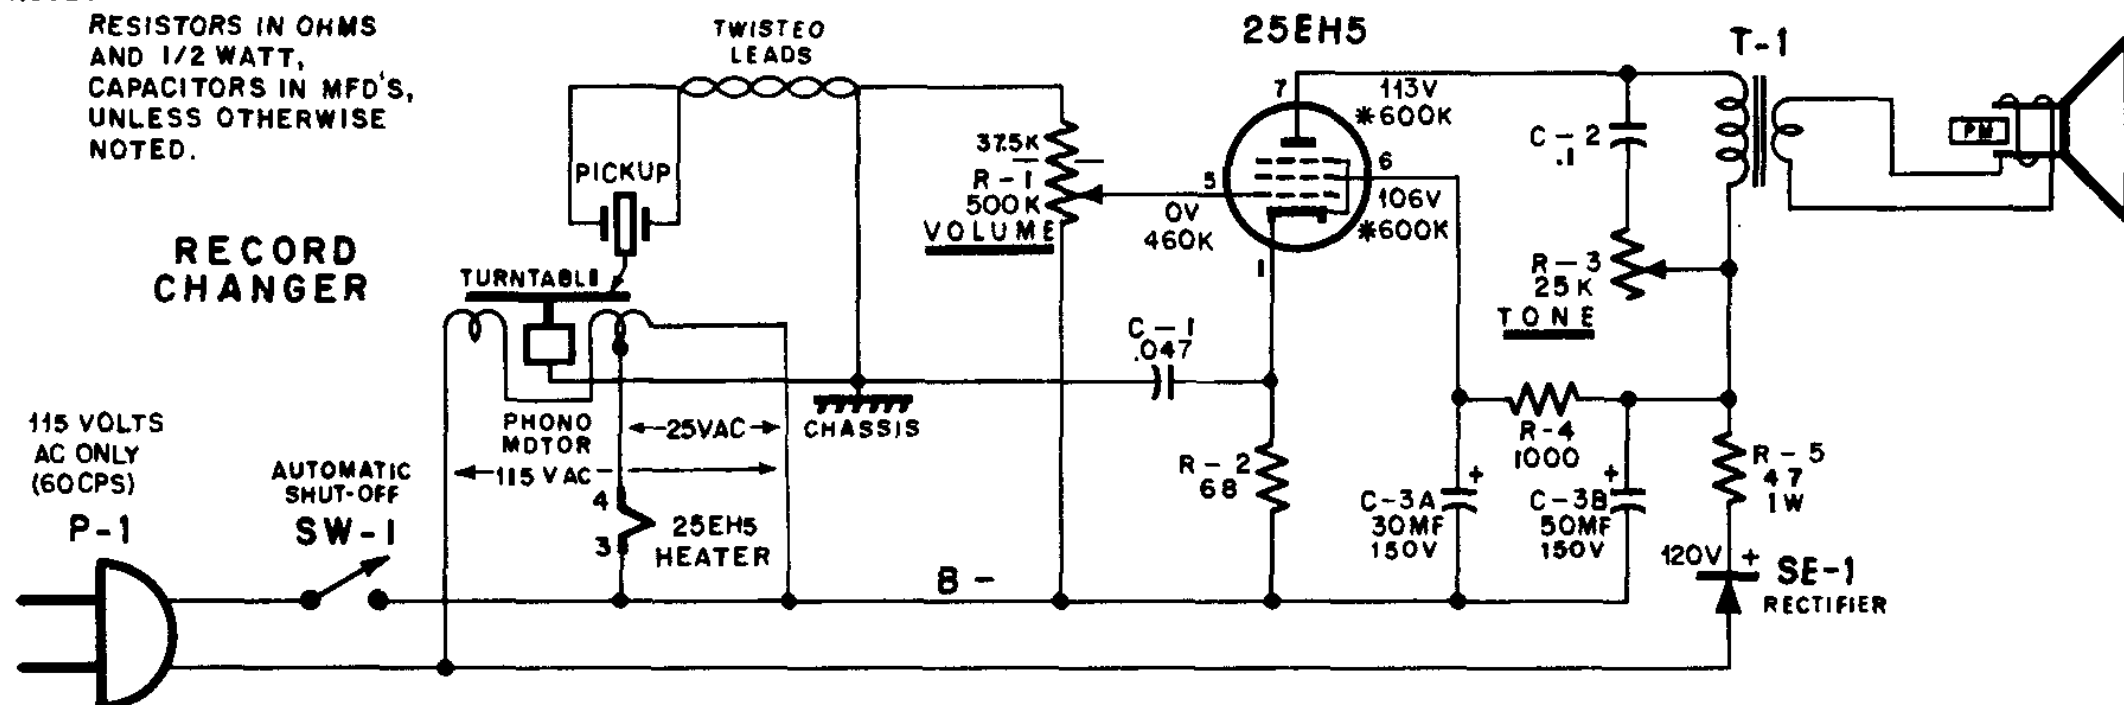 RESISTORS IN OHMS
AND 1/2 WATT,
CAPACITORS IN MFD'S,
UNLESS OTHERWISE
NOTED.
RECORD
CHANGER
TWISTED
LEADS
PICKUP
TURNTABLE
PHONO
MOTOR
25VAC
115 VAC
CHASSIS
4
3
25EH5
HEATER
115 VOLTS
AC ONLY
(60CPS)
P-1
AUTOMATIC
SHUT-OFF
SW-1
B -
37.5K
R-1
500K
VOLUME
25EH5
7
113V
*600K
5
0V
460K
6
106V
*600K
1
C-1
.047
R-2
68
C-2
.1
R-3
25K
TONE
T-1
PM
R-4
1000
C-3A
30MF
150V
+
C-3B
50MF
150V
+
R-5
47
1W
120V +
SE-1
RECTIFIER